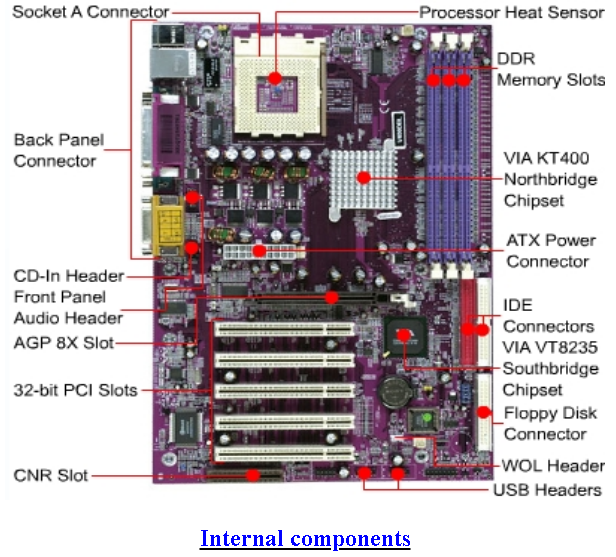 Socket A Connector
Processor Heat Sensor
DDR
Memory Slots
Back Panel
Connector
VIA KT400
Northbridge
Chipset
ATX Power
Connector
CD-In Header
Front Panel
Audio Header
AGP 8X Slot
IDE
Connectors
VIA VT8235
Southbridge
Chipset
32-bit PCI Slots
Floppy Disk
Connector
WOL Header
CNR Slot
USB Headers
Internal components